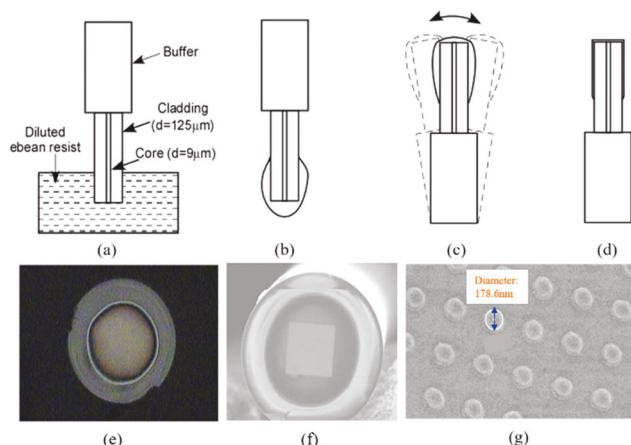 Buffer
Cladding
(d=125μm)
Diluted
ebean resist
Core (d=9μm)
(a)
(b)
(c)
(d)
Diameter:
178.6nm
(e)
(f)
(g)